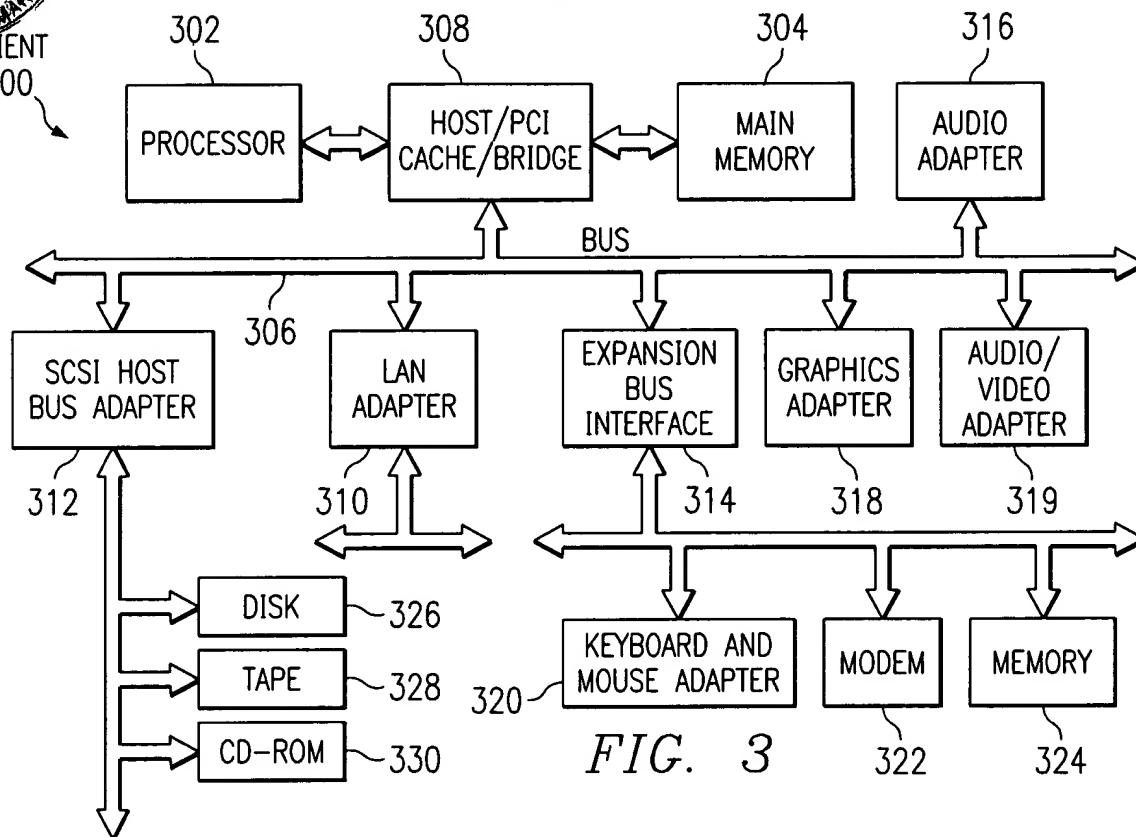 302
308
304
316
PROCESSOR
HOST/PCI
CACHE/BRIDGE
MAIN
MEMORY
AUDIO
ADAPTER
BUS
306
SCSI HOST
BUS ADAPTER
LAN
ADAPTER
EXPANSION
BUS
INTERFACE
GRAPHICS
ADAPTER
AUDIO/
VIDEO
ADAPTER
312
310
314
318
319
DISK
326
TAPE
328
CD-ROM
330
KEYBOARD AND
MOUSE ADAPTER
MODEM
MEMORY
320
322
324
FIG. 3